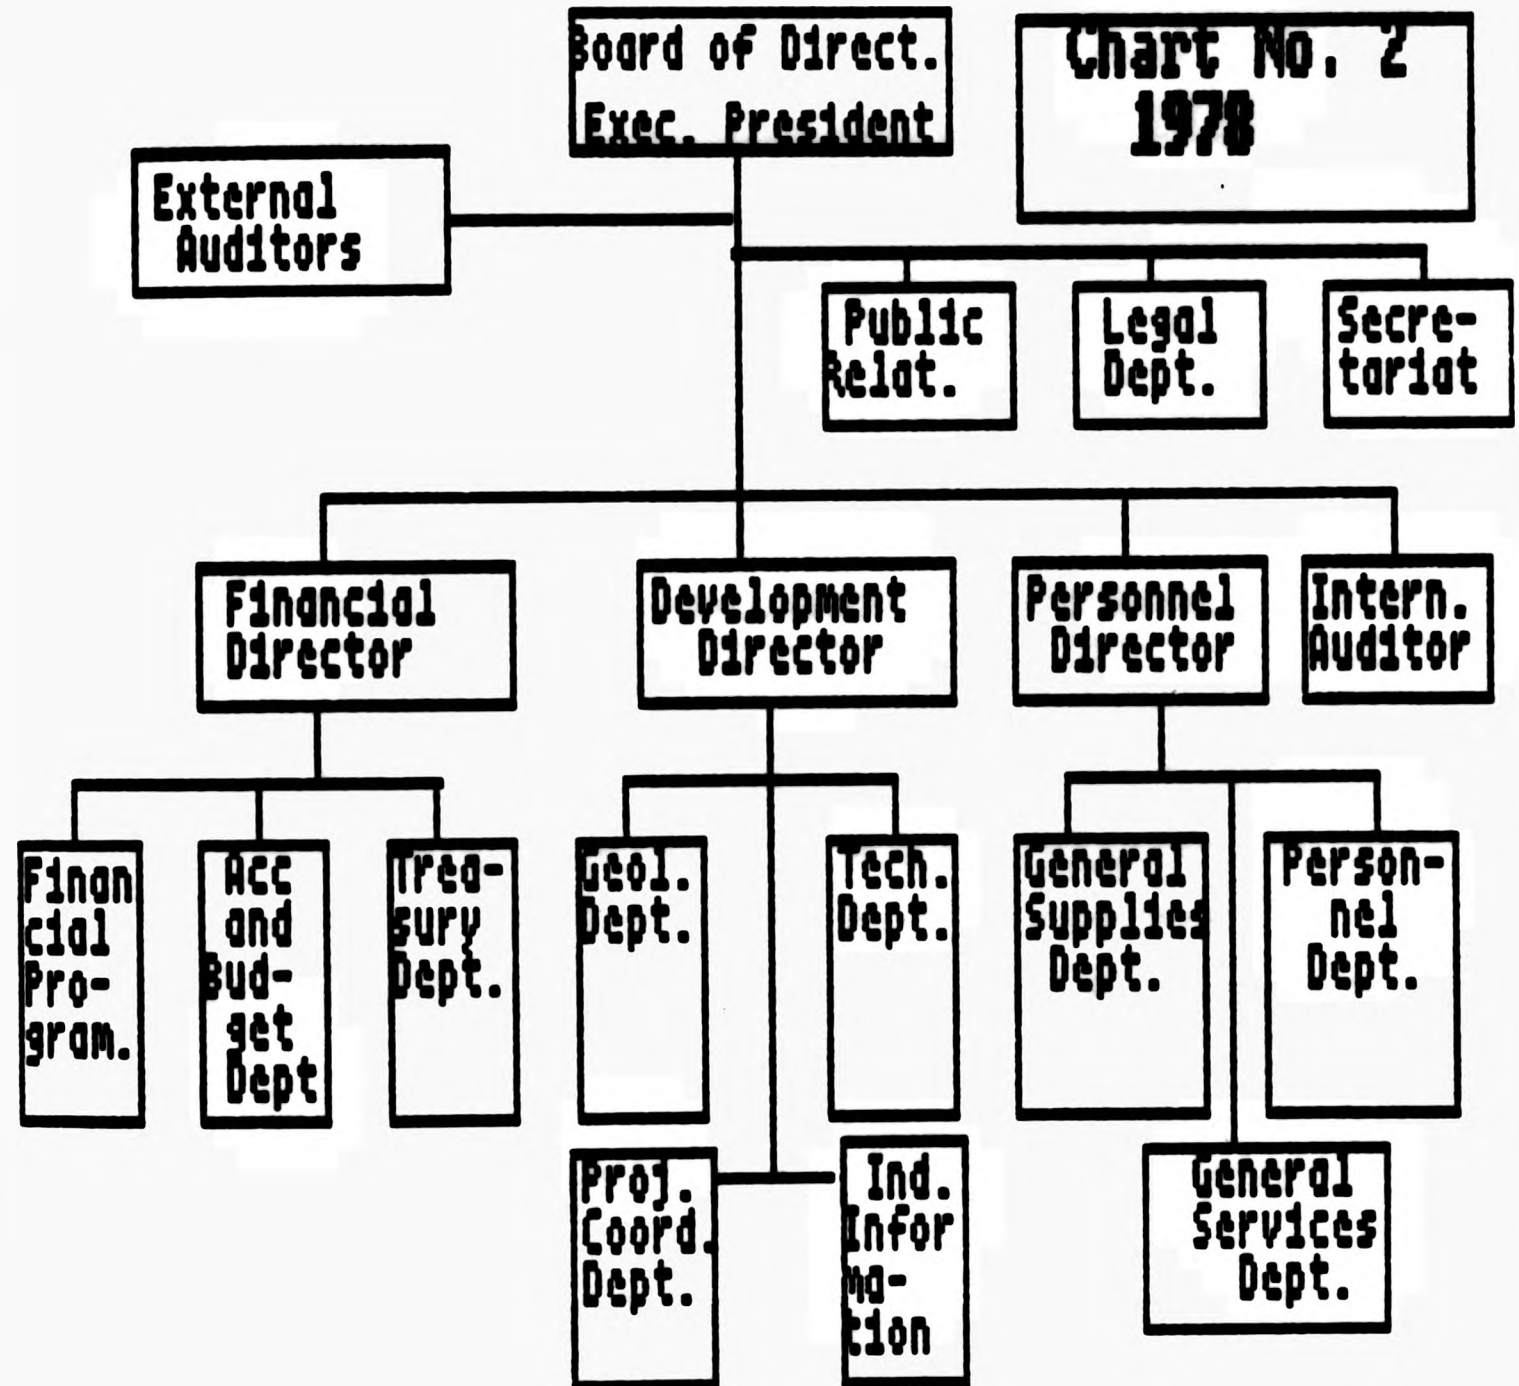 Board of Direct.
Exec. President
Chart No. 2
1978
External
Auditors
Public
Relat.
Legal
Dept.
Secre-
tariat
Financial
Director
Development
Director
Personnel
Director
Intern.
Auditor
Finan
cial
Pro-
gram.
Acc
and
Bud-
get
Dept
Trea-
sury
Dept.
Geol.
Dept.
Tech.
Dept.
General
Supplies
Dept.
Person-
nel
Dept.
Proj.
Coord.
Dept.
Ind.
Infor
ma-
tion
General
Services
Dept.